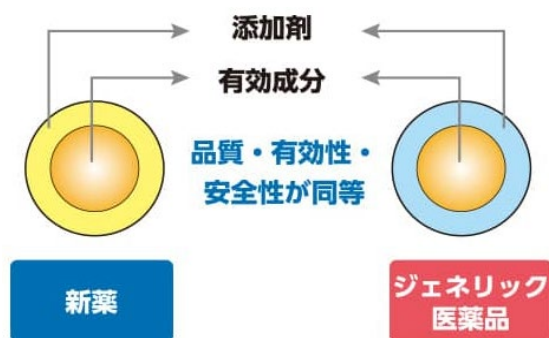 添加剤
有効成分
品質・有効性・
安全性が同等
新薬
ジェネリック
医薬品